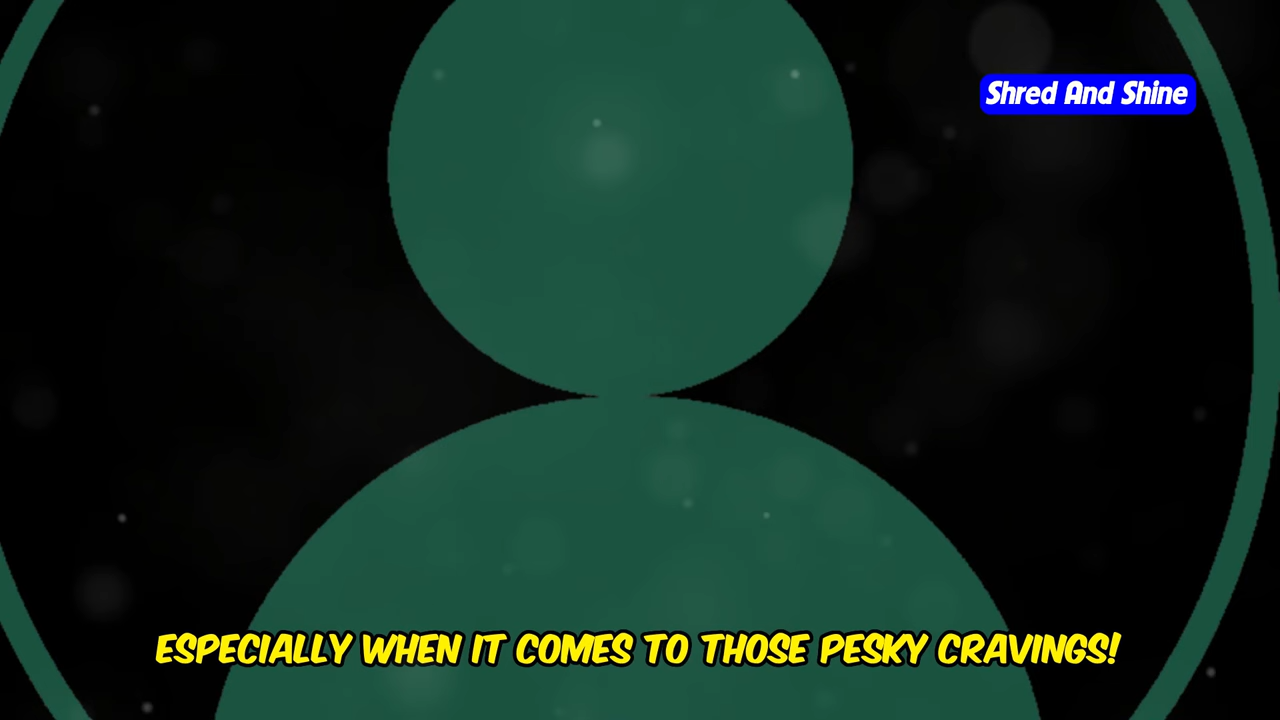 Shred And Shine
ESPECIALLY WHEN IT COMES TO THOSE PESKY CRAVINGS!